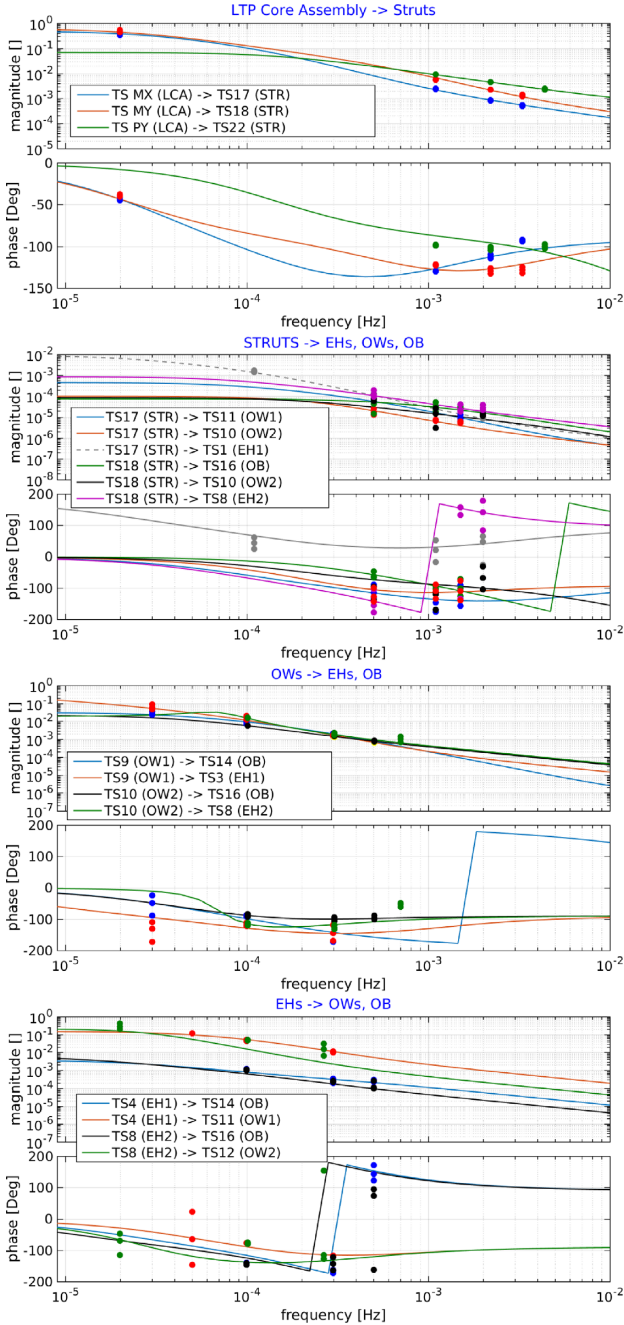 LTP Core Assembly -> Struts
magnitude []
10^0
10^-1
10^-2
10^-3
10^-4
10^-5
TS MX (LCA) -> TS17 (STR)
TS MY (LCA) -> TS18 (STR)
TS PY (LCA) -> TS22 (STR)
phase [Deg]
0
-50
-100
-150
10^-5 10^-4 10^-3 10^-2
frequency [Hz]
STRUTS -> EHs, OWs, OB
magnitude []
10^-2
10^-3
10^-4
10^-5
10^-6
10^-7
10^-8
TS17 (STR) -> TS11 (OW1)
TS17 (STR) -> TS10 (OW2)
TS17 (STR) -> TS1 (EH1)
TS18 (STR) -> TS16 (OB)
TS18 (STR) -> TS10 (OW2)
TS18 (STR) -> TS8 (EH2)
phase [Deg]
200
100
0
-100
-200
10^-5 10^-4 10^-3 10^-2
frequency [Hz]
OWs -> EHs, OB
magnitude []
10^0
10^-1
10^-2
10^-3
10^-4
10^-5
10^-6
10^-7
TS9 (OW1) -> TS14 (OB)
TS9 (OW1) -> TS3 (EH1)
TS10 (OW2) -> TS16 (OB)
TS10 (OW2) -> TS8 (EH2)
phase [Deg]
200
100
0
-100
-200
10^-5 10^-4 10^-3 10^-2
frequency [Hz]
EHs -> OWs, OB
magnitude []
10^0
10^-1
10^-2
10^-3
10^-4
10^-5
10^-6
10^-7
TS4 (EH1) -> TS14 (OB)
TS4 (EH1) -> TS11 (OW1)
TS8 (EH2) -> TS16 (OB)
TS8 (EH2) -> TS12 (OW2)
phase [Deg]
200
100
0
-100
-200
10^-5 10^-4 10^-3 10^-2
frequency [Hz]